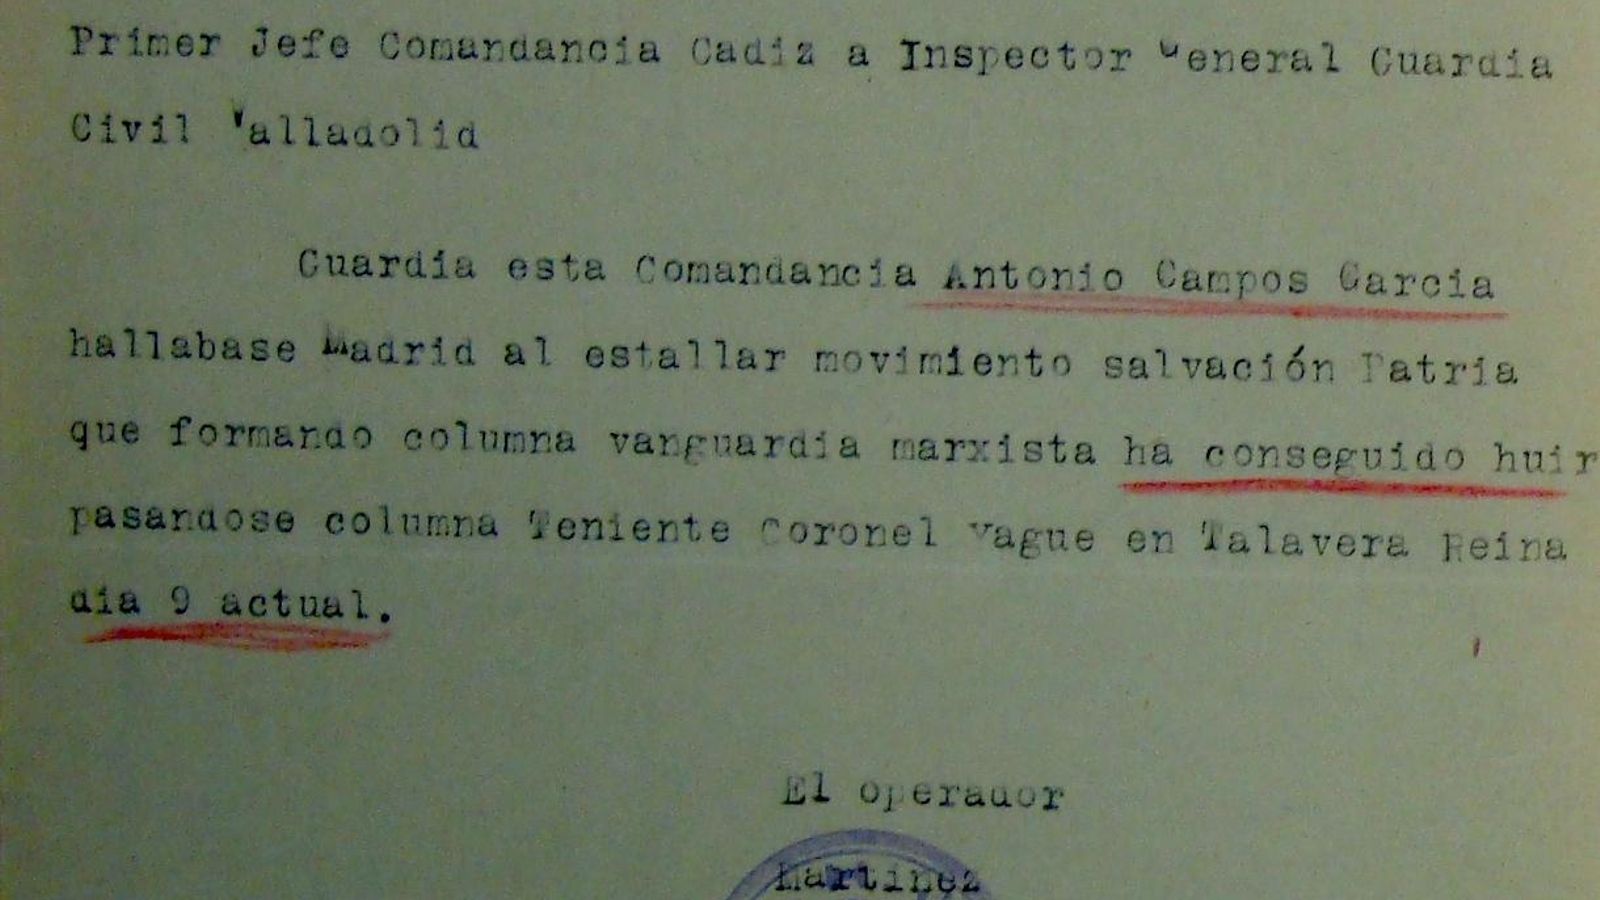 Primer Jefe Comandancia Cadiz a Inspector General Guardia
Civil Valladolid
Guardia esta Comandancia Antonio Campos Garcia
hallabase Madrid al estallar movimiento salvación Patria
que formando columna vanguardia marxista ha conseguido huir
pasandose columna Teniente Coronel Yague en Talavera Reina
dia 9 actual.
El operador
Martinez